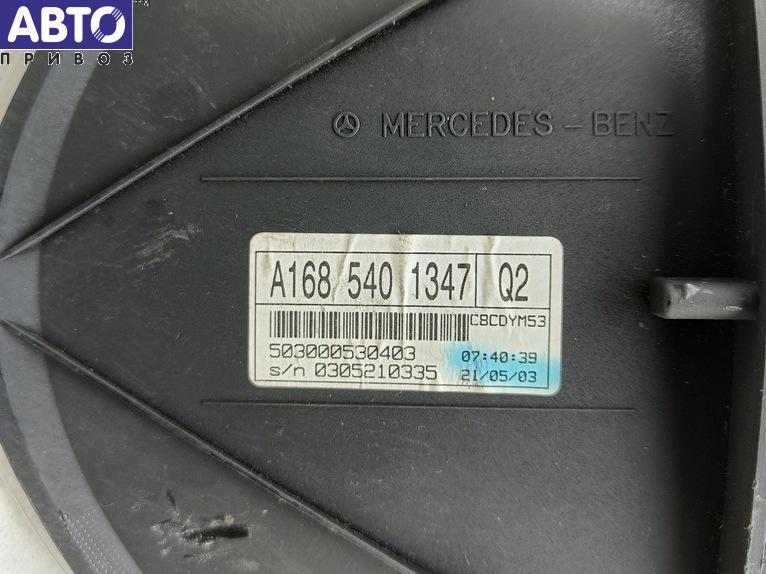 АВТО
ПРИВОЗ
MERCEDES-BENZ
A168 540 1347 Q2
C8CDYM53
503000530403 07:40:39
s/n 0305210335 21/05/03